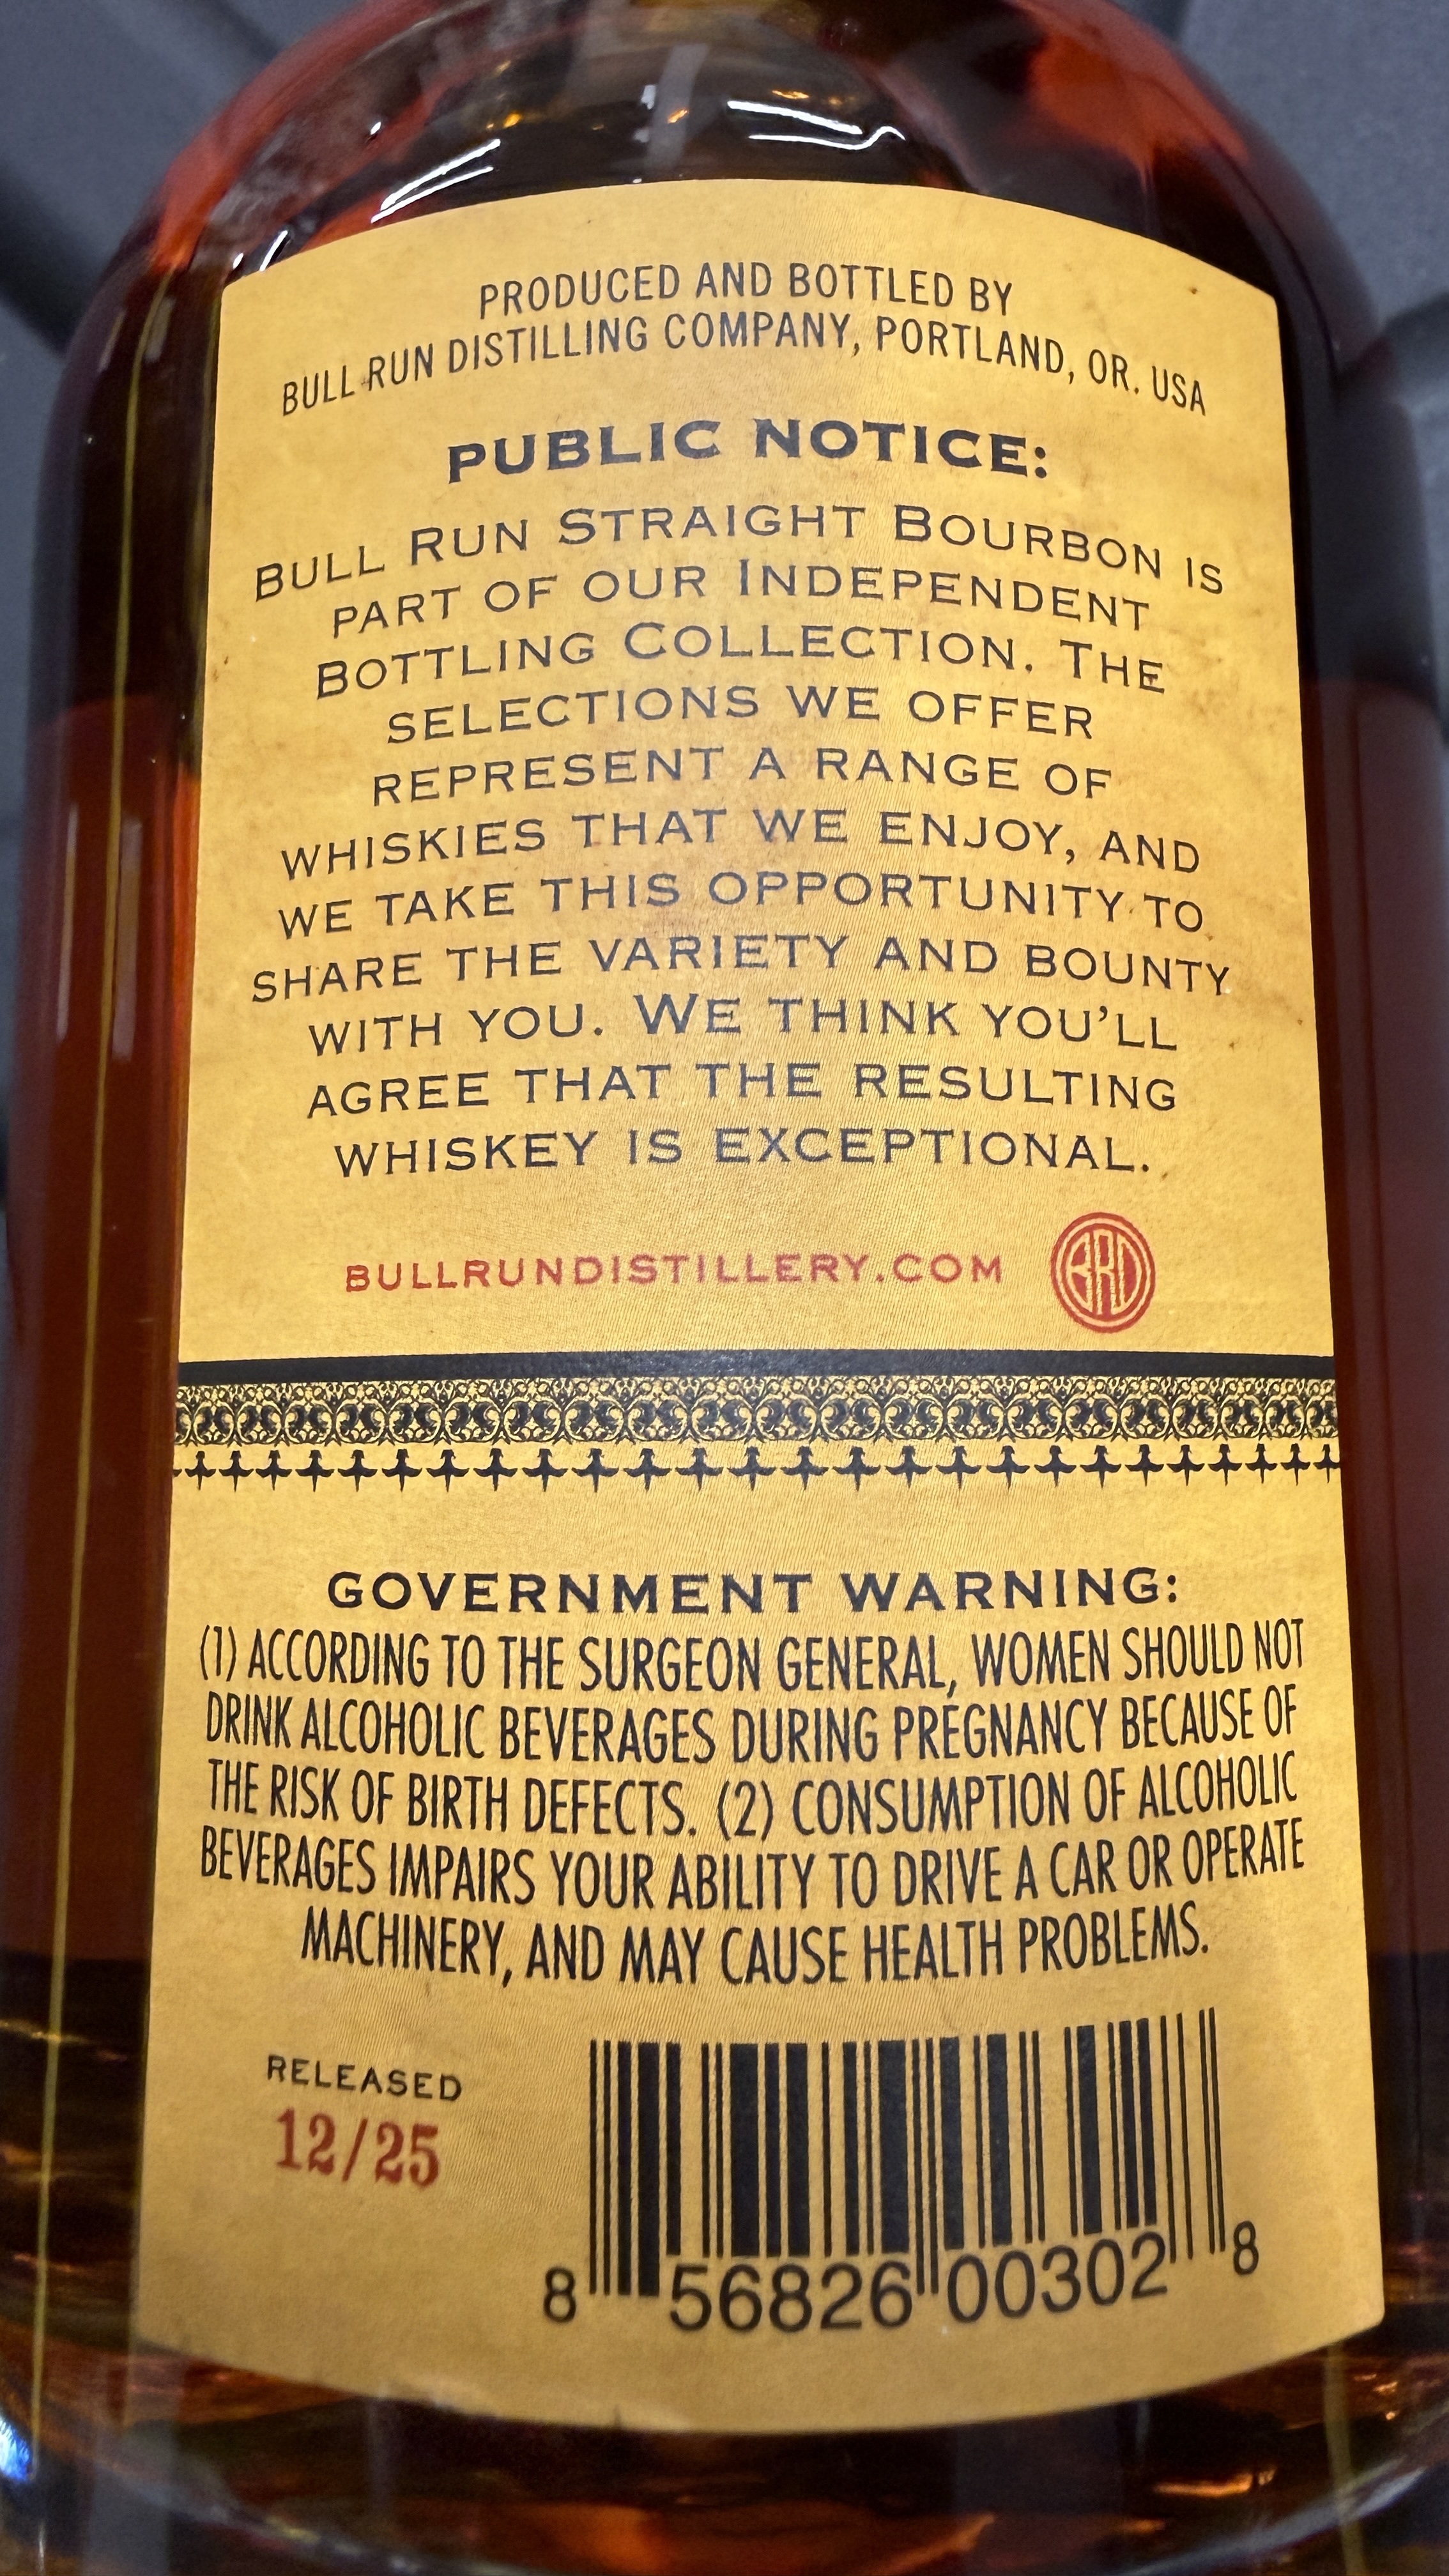 PRODUCED AND BOTTLED BY
BULL RUN DISTILLING COMPANY, PORTLAND, OR. USA
PUBLIC NOTICE:
BULL RUN STRAIGHT BOURBON IS
PART OF OUR INDEPENDENT
BOTTLING COLLECTION. THE
SELECTIONS WE OFFER
REPRESENT A RANGE OF
WHISKIES THAT WE ENJOY, AND
WE TAKE THIS OPPORTUNITY TO
SHARE THE VARIETY AND BOUNTY
WITH YOU. WE THINK YOU'LL
AGREE THAT THE RESULTING
WHISKEY IS EXCEPTIONAL.
BULLRUNDISTILLERY.COM
BRD
GOVERNMENT WARNING:
(1) ACCORDING TO THE SURGEON GENERAL, WOMEN SHOULD NOT
DRINK ALCOHOLIC BEVERAGES DURING PREGNANCY BECAUSE OF
THE RISK OF BIRTH DEFECTS. (2) CONSUMPTION OF ALCOHOLIC
BEVERAGES IMPAIRS YOUR ABILITY TO DRIVE A CAR OR OPERATE
MACHINERY, AND MAY CAUSE HEALTH PROBLEMS.
RELEASED
12/25
8 56826 00302 8